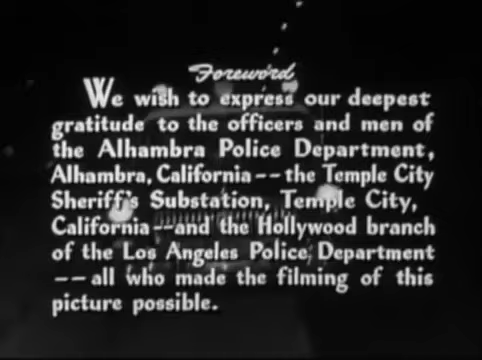 Foreword
We wish to express our deepest
gratitude to the officers and men of
the Alhambra Police Department,
Alhambra, California -- the Temple City
Sheriff's Substation, Temple City,
California -- and the Hollywood branch
of the Los Angeles Police Department
-- all who made the filming of this
picture possible.